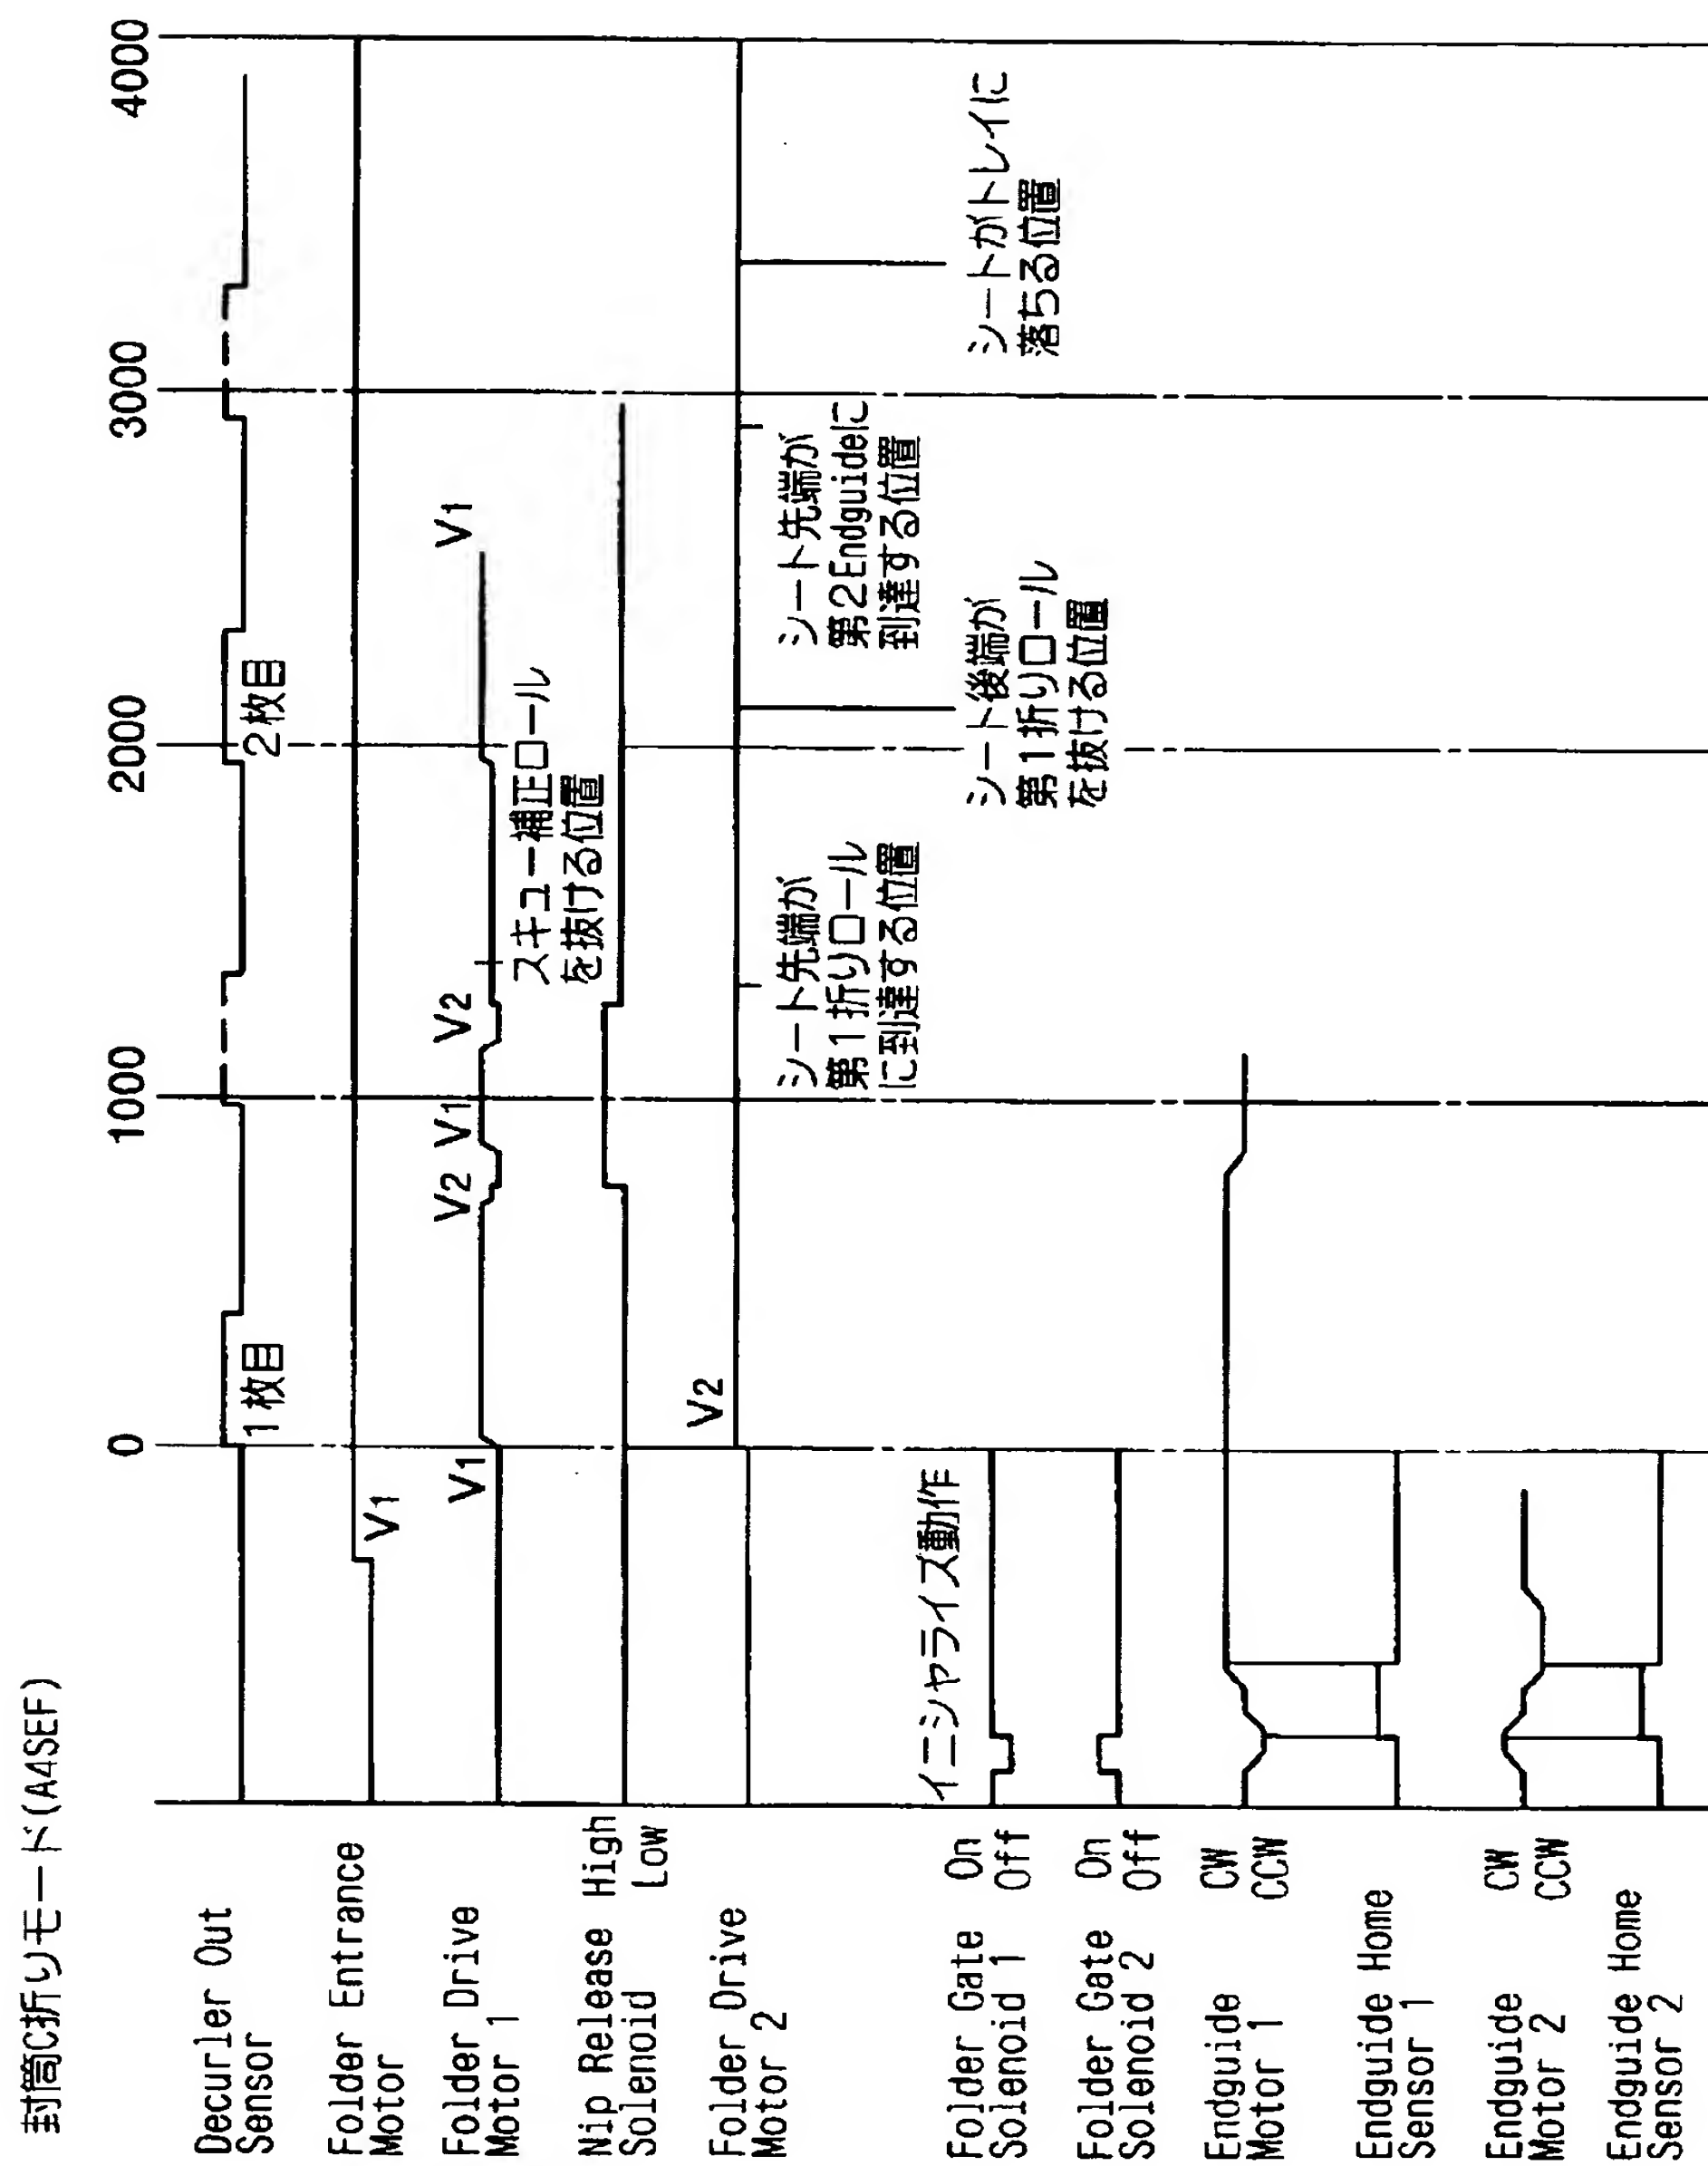 封筒C折りモード(A4SEF)
0
1000
2000
3000
4000
Decurler Out
Sensor
1枚目
2枚目
Folder Entrance
Motor
V1
Folder Drive
Motor 1
V1
V2
V1
V2
V1
スキュー補正ロール
を抜ける位置
Nip Release High
Solenoid Low
Folder Drive
Motor 2
V2
シート先端が
第1折りロール
に到達する位置
シート後端が
第1折りロール
を抜ける位置
シート先端が
第2Endguideに
到達する位置
シートがトレイに
落ちる位置
イニシャライズ動作
Folder Gate On
Solenoid 1 Off
Folder Gate On
Solenoid 2 Off
Endguide CW
Motor 1 CCW
Endguide Home
Sensor 1
Endguide CW
Motor 2 CCW
Endguide Home
Sensor 2